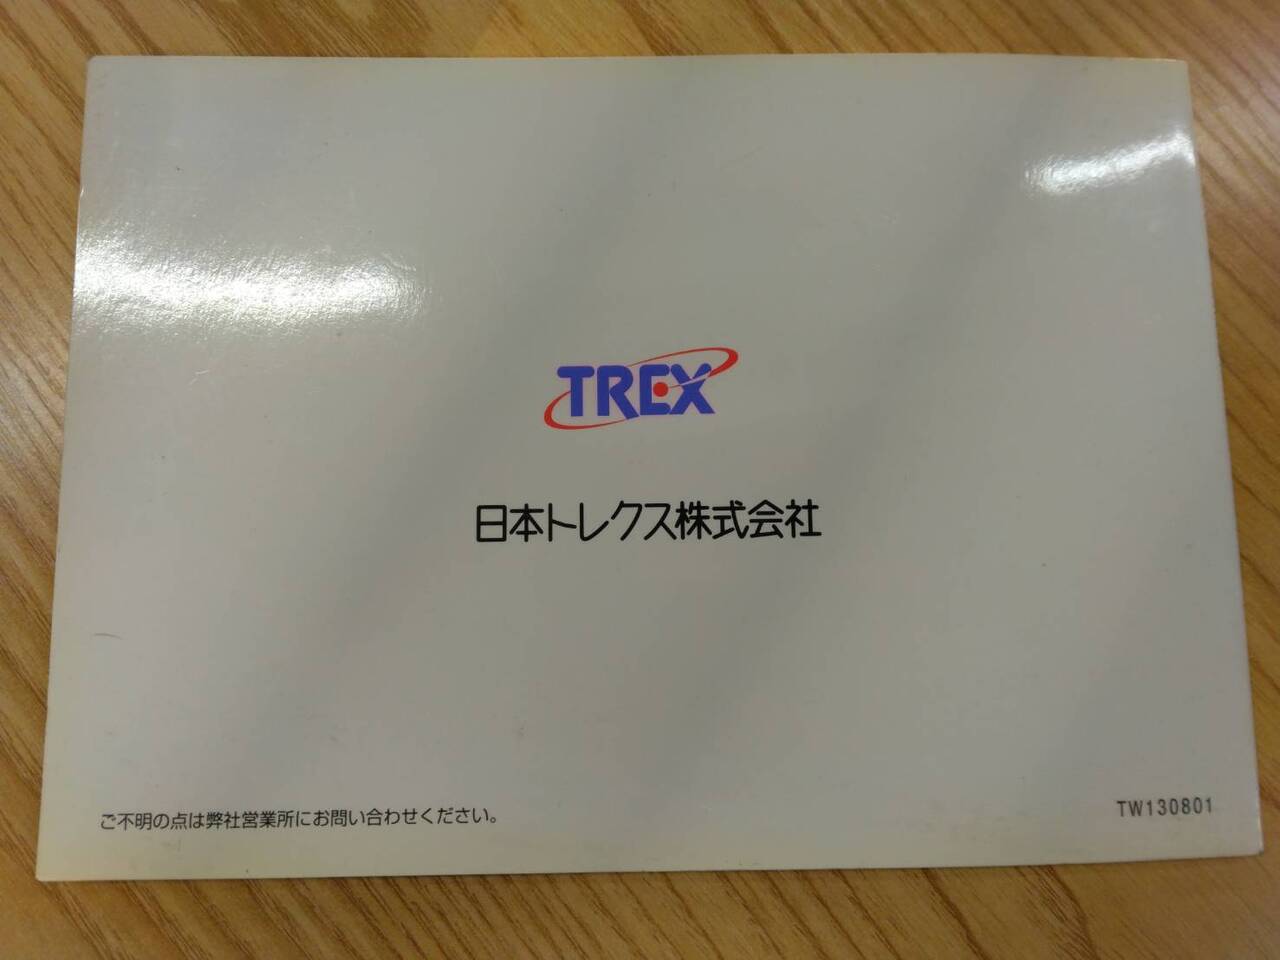 TREX
日本トレクス株式会社
ご不明の点は弊社営業所にお問い合わせください。
TW130801